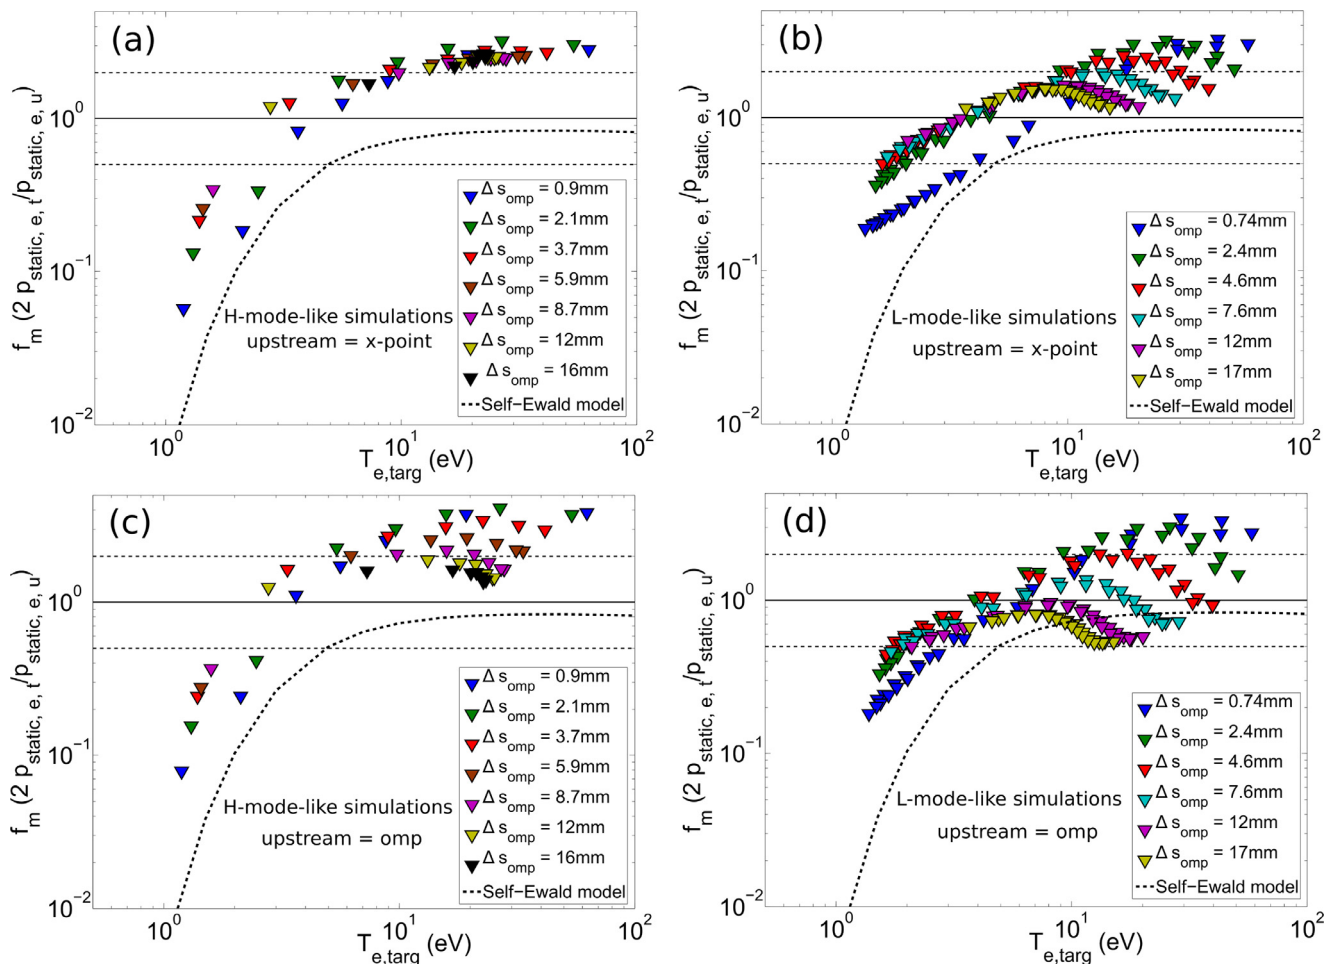 (a)
f_m (2 p_static, e, t/p_static, e, u)
10^1
10^0
10^-1
10^-2
H-mode-like simulations
upstream = x-point
Δ s_omp = 0.9mm
Δ s_omp = 2.1mm
Δ s_omp = 3.7mm
Δ s_omp = 5.9mm
Δ s_omp = 8.7mm
Δ s_omp = 12mm
Δ s_omp = 16mm
Self-Ewald model
10^0
10^1
10^2
T_e,targ (eV)
(b)
f_m (2 p_static, e, t/p_static, e, u)
10^0
10^-1
10^-2
L-mode-like simulations
upstream = x-point
Δ s_omp = 0.74mm
Δ s_omp = 2.4mm
Δ s_omp = 4.6mm
Δ s_omp = 7.6mm
Δ s_omp = 12mm
Δ s_omp = 17mm
Self-Ewald model
10^0
10^1
10^2
T_e,targ (eV)
(c)
f_m (2 p_static, e, t/p_static, e, u)
10^0
10^-1
10^-2
H-mode-like simulations
upstream = omp
Δ s_omp = 0.9mm
Δ s_omp = 2.1mm
Δ s_omp = 3.7mm
Δ s_omp = 5.9mm
Δ s_omp = 8.7mm
Δ s_omp = 12mm
Δ s_omp = 16mm
Self-Ewald model
10^0
10^1
10^2
T_e,targ (eV)
(d)
f_m (2 p_static, e, t/p_static, e, u)
10^0
10^-1
10^-2
L-mode-like simulations
upstream = omp
Δ s_omp = 0.74mm
Δ s_omp = 2.4mm
Δ s_omp = 4.6mm
Δ s_omp = 7.6mm
Δ s_omp = 12mm
Δ s_omp = 17mm
Self-Ewald model
10^0
10^1
10^2
T_e,targ (eV)